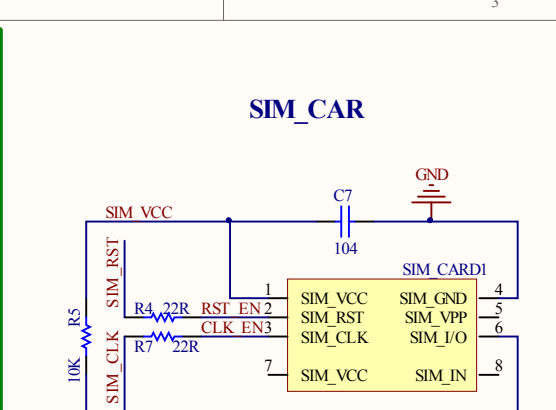 3
SIM_CAR
GND
C7
SIM_VCC
104
SIM_RST
SIM_CARD1
1 SIM_VCC SIM_GND 4
R4 22R RST_EN 2 SIM_RST SIM_VPP 5
CLK_EN 3 SIM_CLK SIM_I/O 6
R7 22R
R5
10K
SIM_CLK
7 SIM_VCC SIM_IN 8